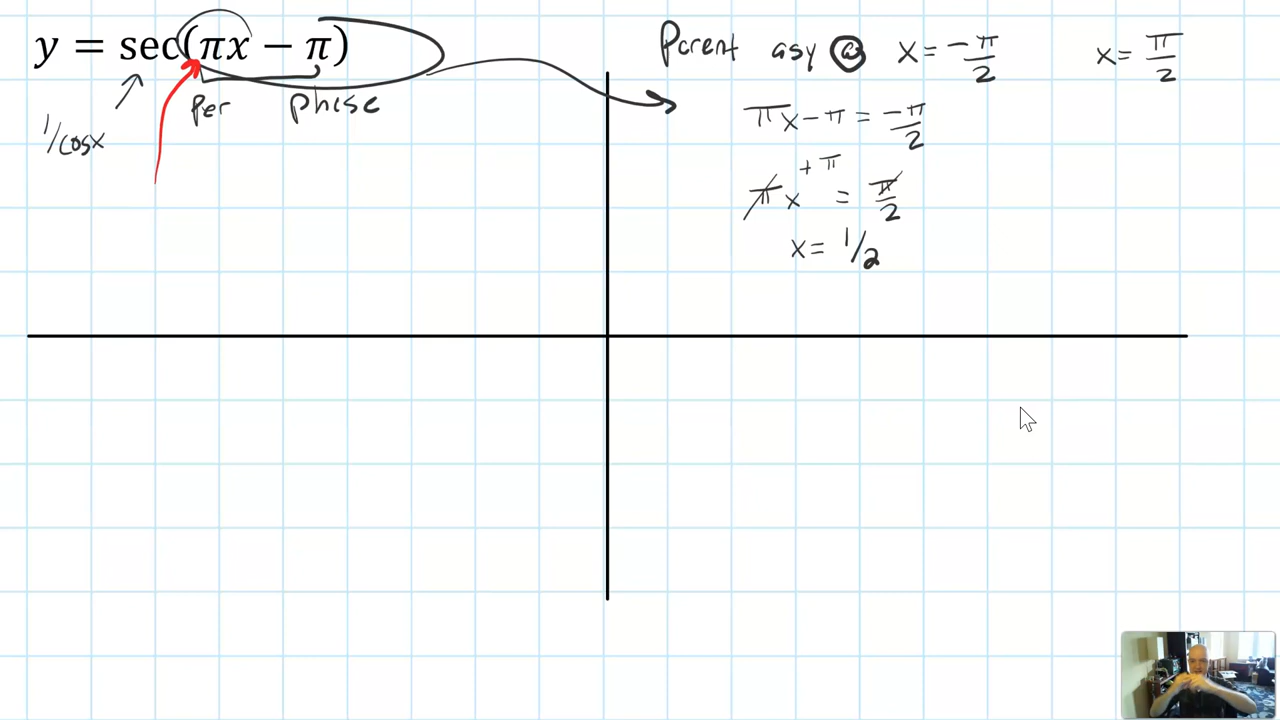 y = sec(πx − π)
Per phase
1/cosx
Parent asy @ x = -π/2 x = π/2
πx - π = -π/2
+ π
πx = π/2
x = 1/2